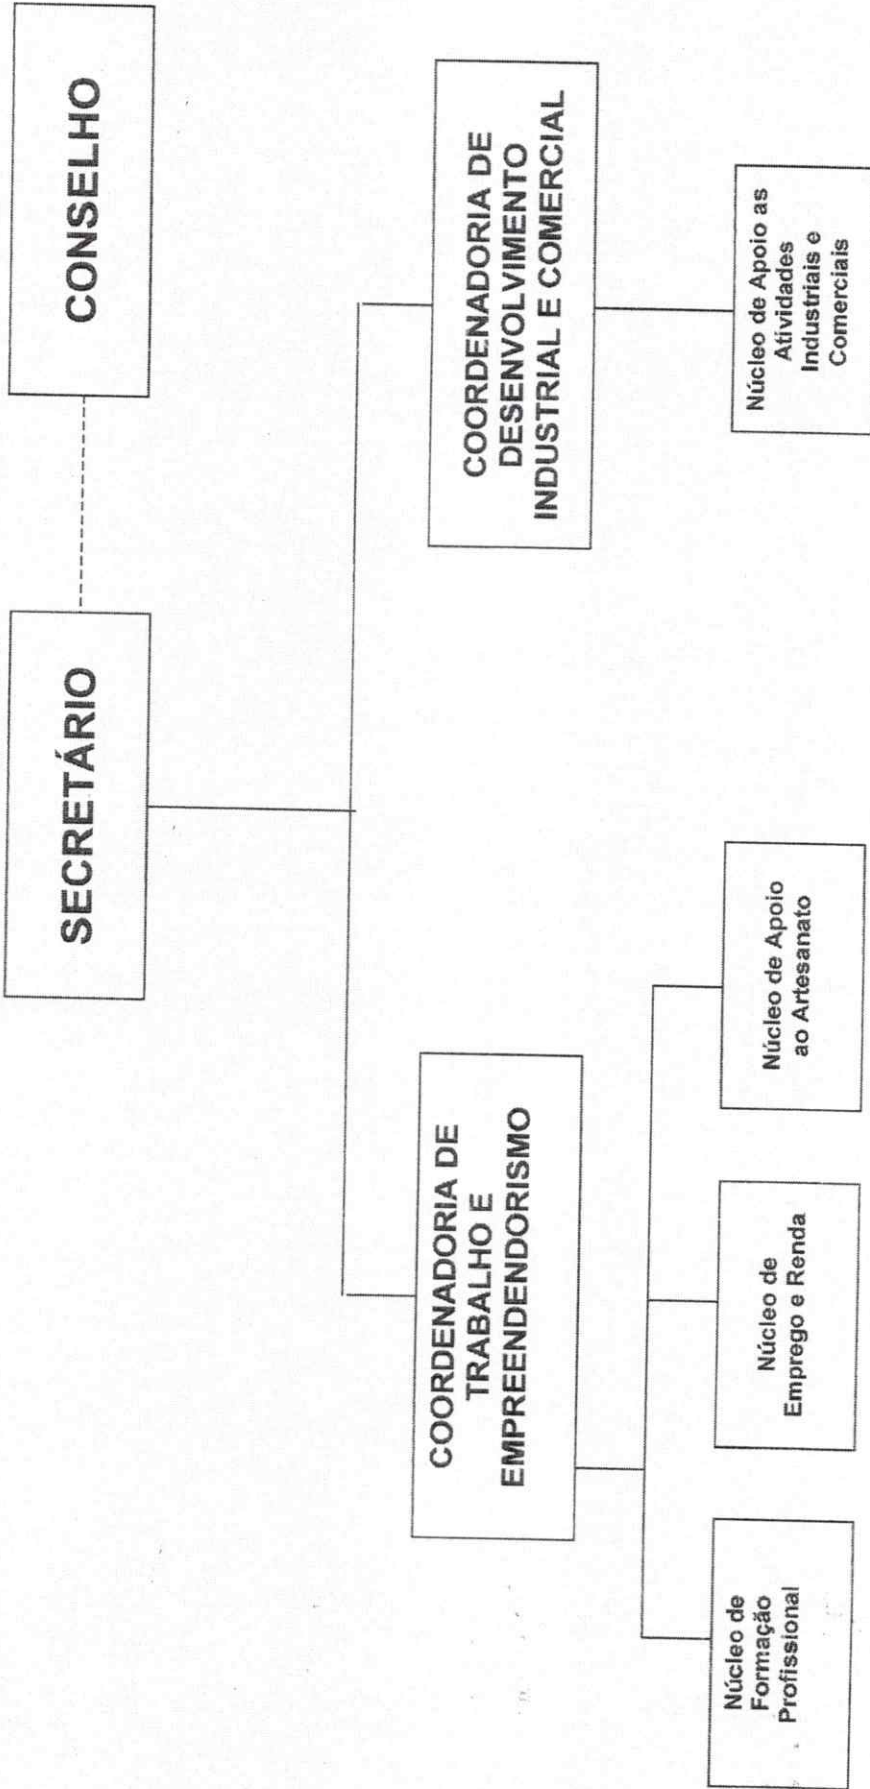 SECRETÁRIO
CONSELHO
COORDENADORIA DE
TRABALHO E
EMPREENDENDORISMO
COORDENADORIA DE
DESENVOLVIMENTO
INDUSTRIAL E COMERCIAL
Núcleo de
Formação
Profissional
Núcleo de
Emprego e Renda
Núcleo de Apoio
ao Artesanato
Núcleo de Apoio as
Atividades
Industriais e
Comerciais